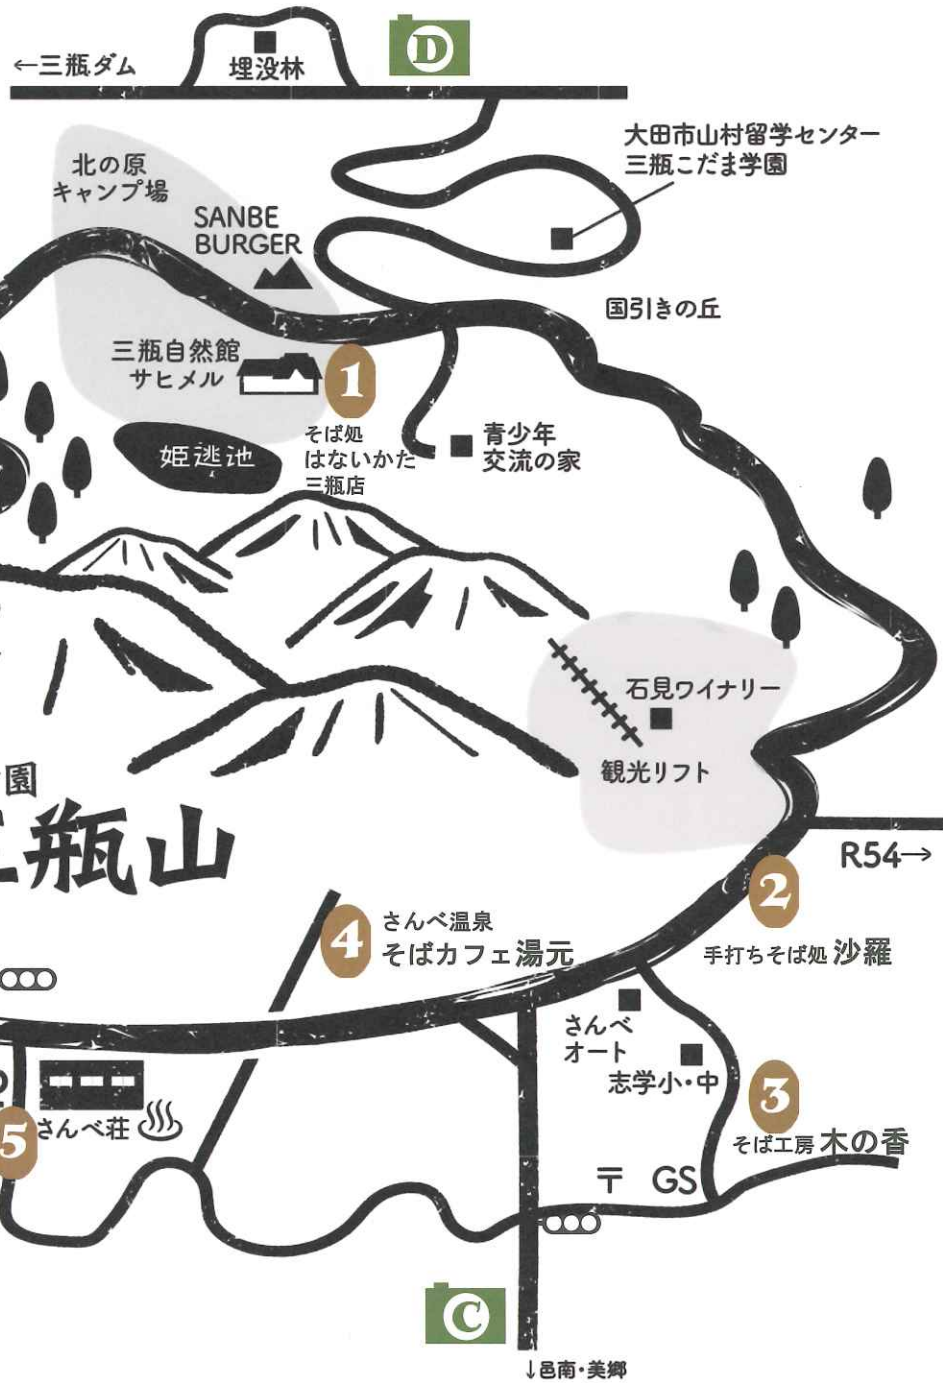 D
←三瓶ダム
埋没林
大田市山村留学センター
三瓶こだま学園
北の原
キャンプ場
SANBE
BURGER
国引きの丘
三瓶自然館
サヒメル
1
そば処
はないかた
三瓶店
青少年
交流の家
姫逃池
石見ワイナリー
観光リフト
園
三瓶山
R54→
2
手打ちそば処 沙羅
4
さんべ温泉
そばカフェ湯元
さんべ
オート
志学小・中
3
そば工房 木の香
5
さんべ荘
〒 GS
C
↓邑南・美郷